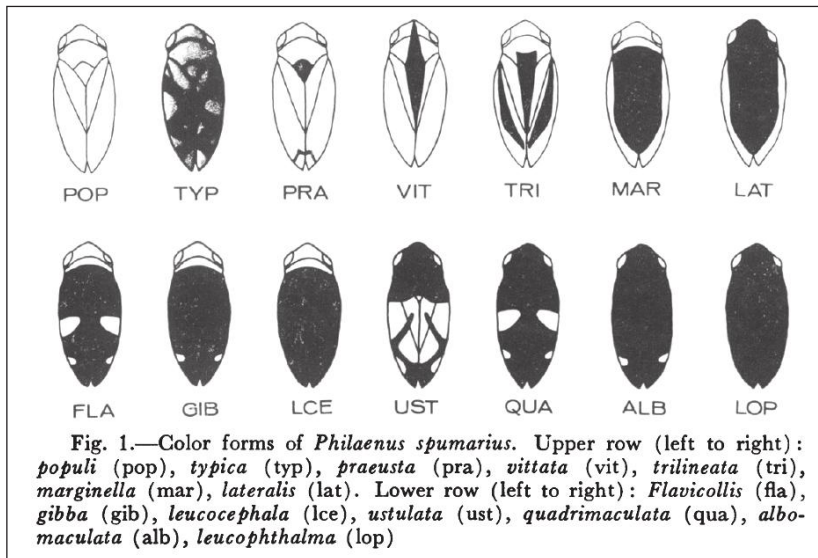 POP TYP PRA VIT TRI MAR LAT
FLA GIB LCE UST QUA ALB LOP
Fig. 1.—Color forms of Philaenus spumarius. Upper row (left to right):
populi (pop), typica (typ), praeusta (pra), vittata (vit), trilineata (tri),
marginella (mar), lateralis (lat). Lower row (left to right): Flavicollis (fla),
gibba (gib), leucocephala (lce), ustulata (ust), quadrimaculata (qua), albo-
maculata (alb), leucophthalma (lop)